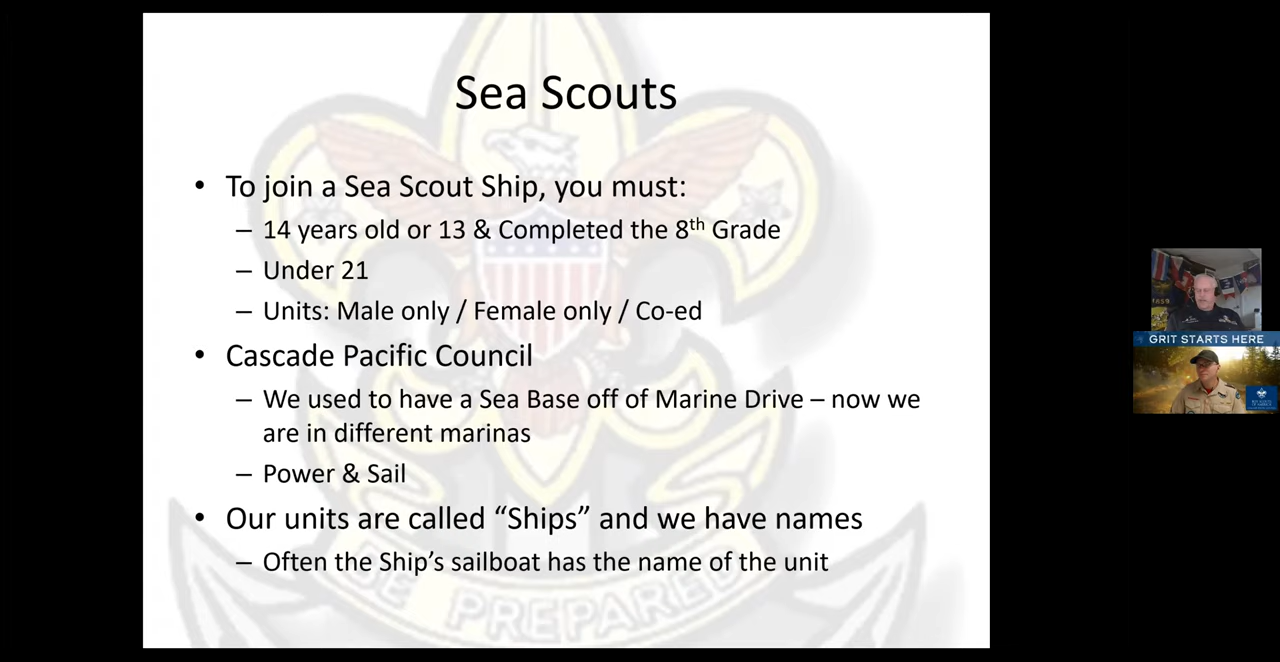 Sea Scouts
• To join a Sea Scout Ship, you must:
– 14 years old or 13 & Completed the 8th Grade
– Under 21
– Units: Male only / Female only / Co-ed
• Cascade Pacific Council
– We used to have a Sea Base off of Marine Drive – now we
are in different marinas
– Power & Sail
• Our units are called “Ships” and we have names
– Often the Ship’s sailboat has the name of the unit
BE PREPARED
GRIT STARTS HERE